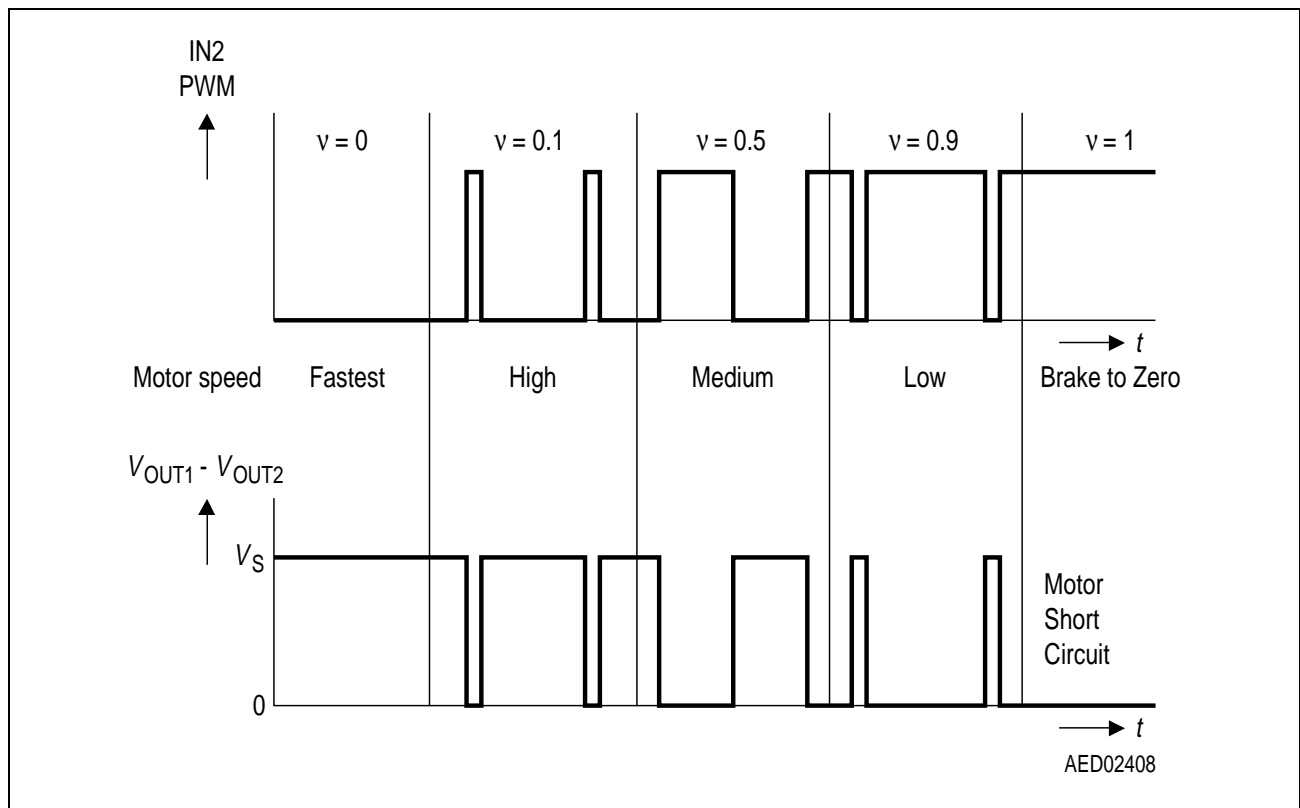 IN2
PWM
ν = 0
ν = 0.1
ν = 0.5
ν = 0.9
ν = 1
t
Motor speed
Fastest
High
Medium
Low
Brake to Zero
VOUT1 - VOUT2
VS
Motor
Short
Circuit
0
t
AED02408